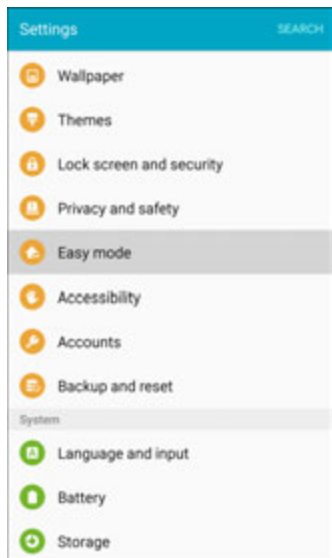 Settings
SEARCH
Wallpaper
Themes
Lock screen and security
Privacy and safety
Easy mode
Accessibility
Accounts
Backup and reset
System
Language and input
Battery
Storage